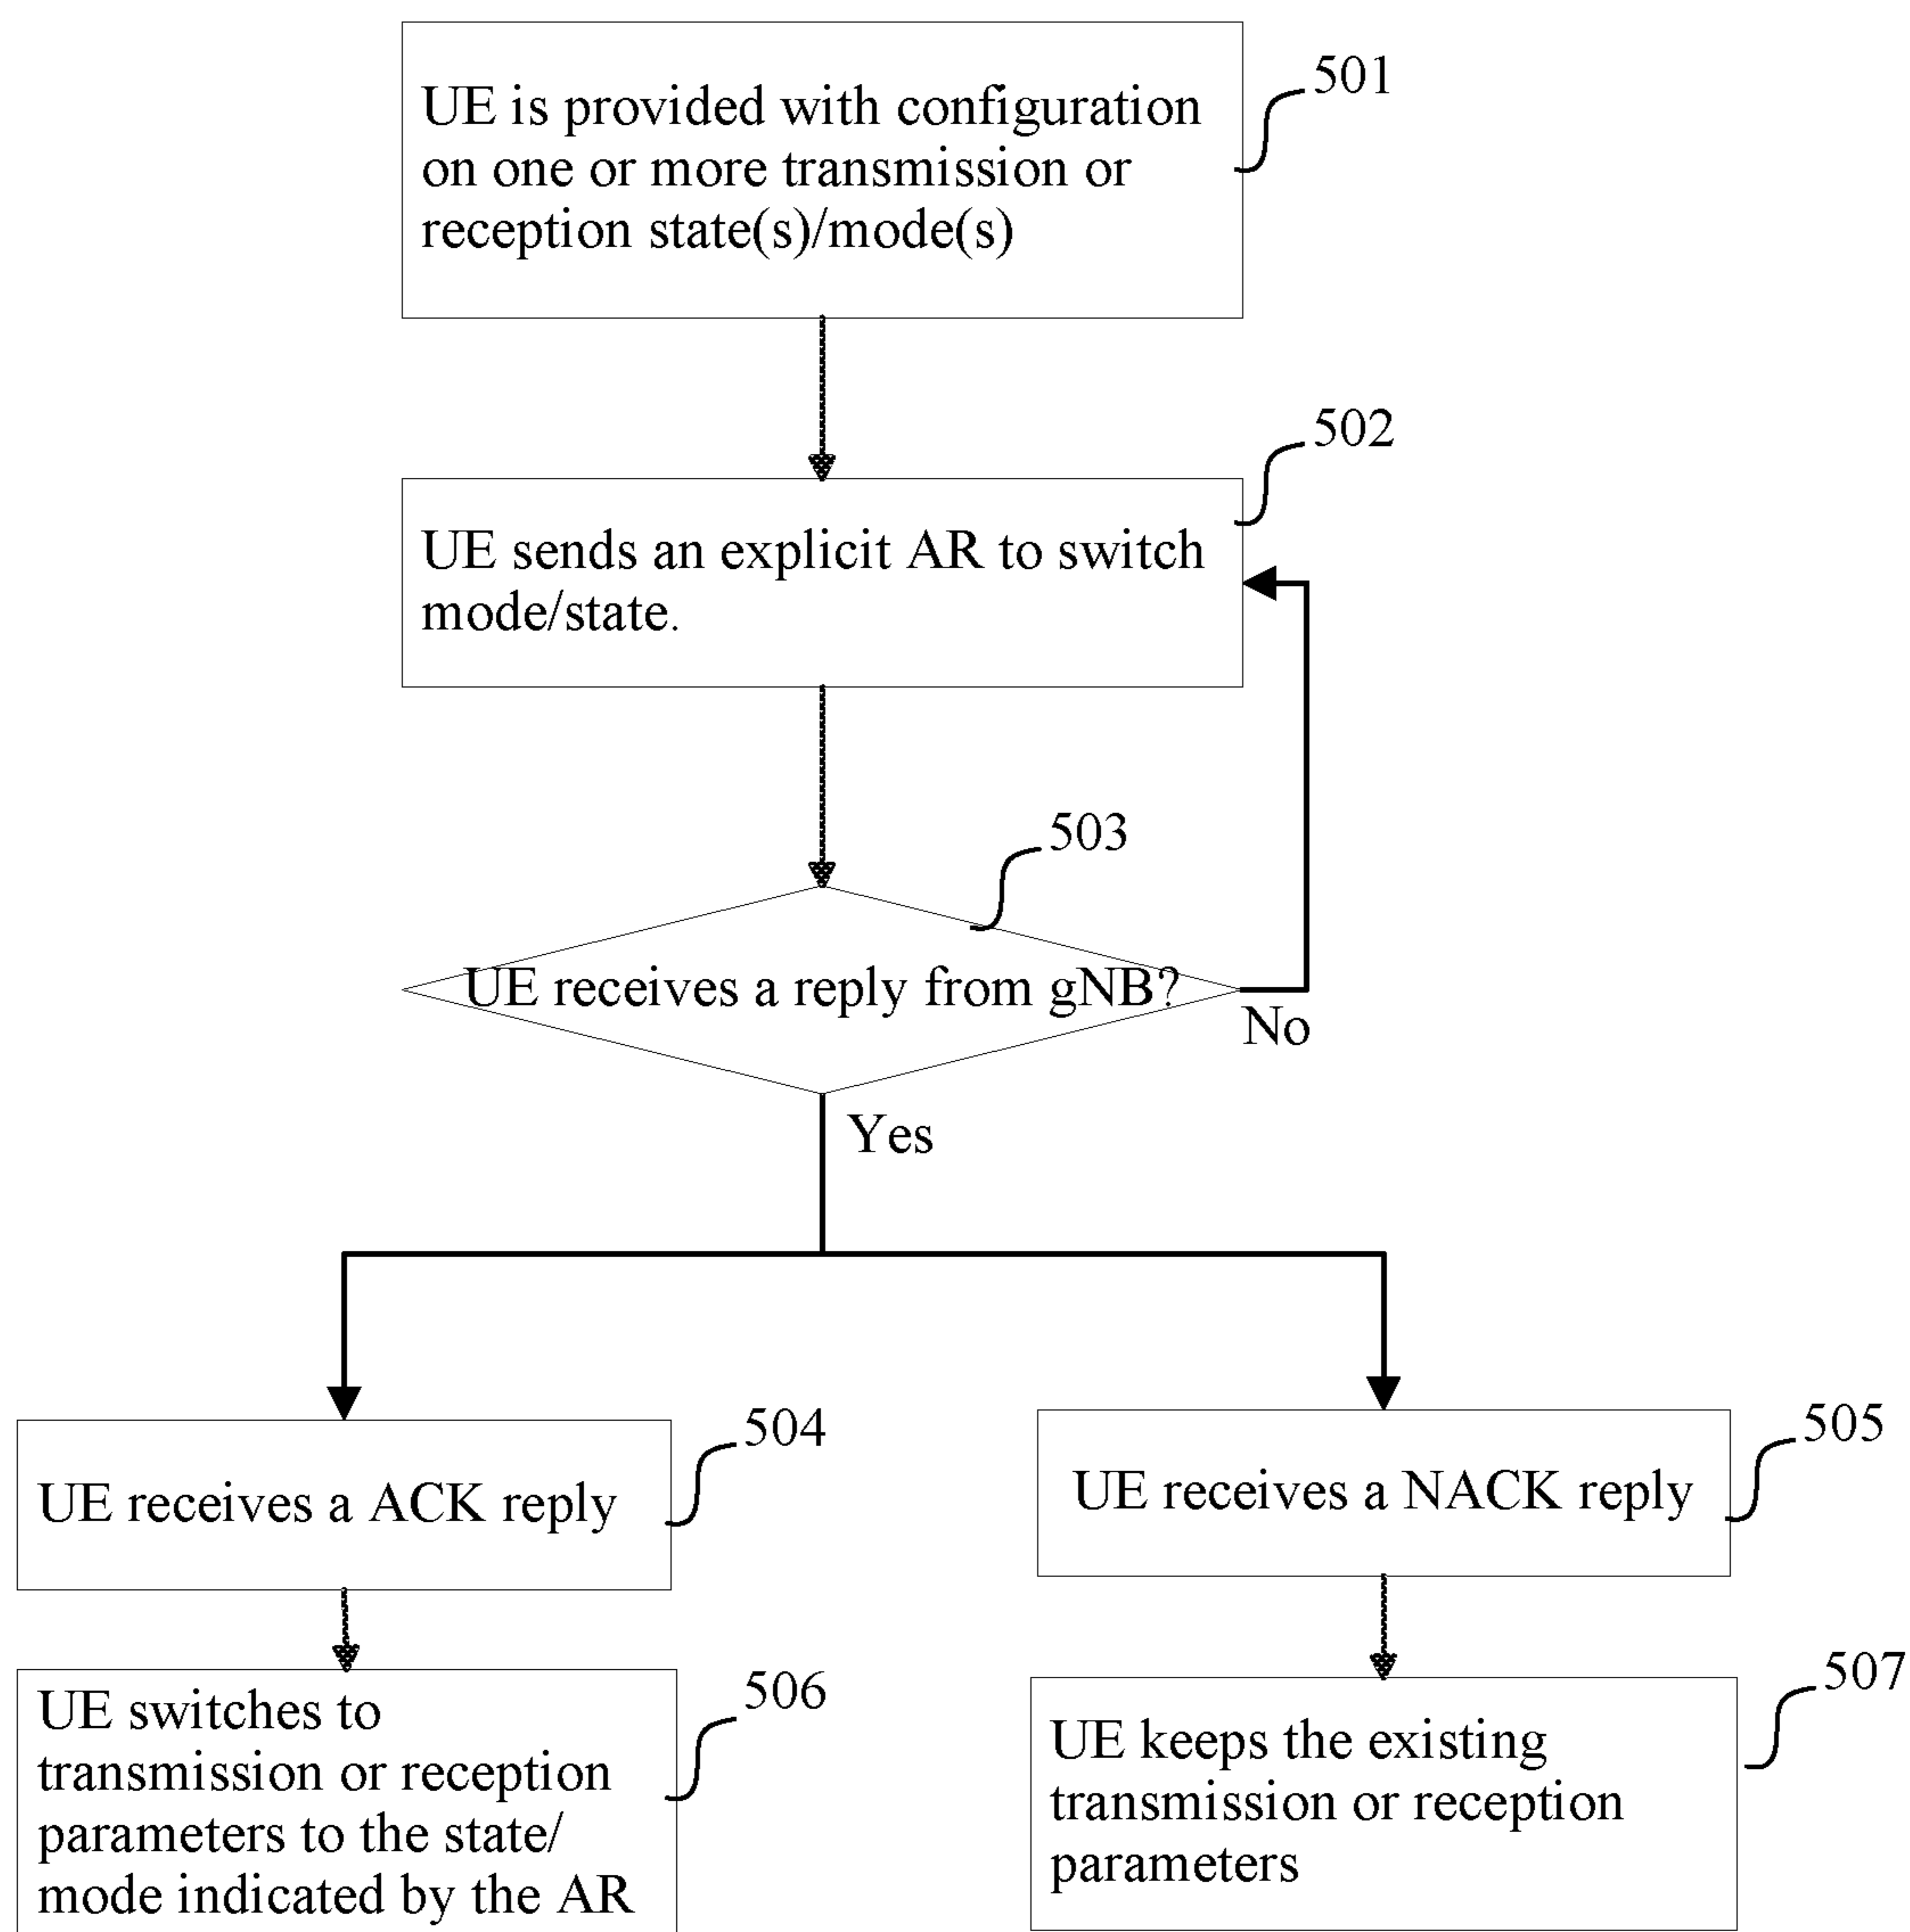 UE is provided with configuration
on one or more transmission or
reception state(s)/mode(s)
501
502
UE sends an explicit AR to switch
mode/state.
503
UE receives a reply from gNB?
No
Yes
504
UE receives a ACK reply
505
UE receives a NACK reply
506
UE switches to
transmission or reception
parameters to the state/
mode indicated by the AR
507
UE keeps the existing
transmission or reception
parameters